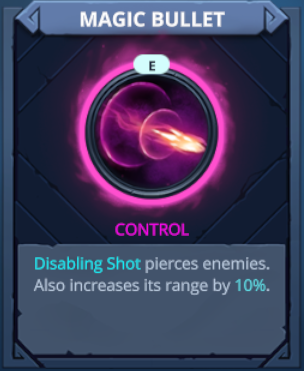 MAGIC BULLET
E
CONTROL
Disabling Shot pierces enemies.
Also increases its range by 10%.